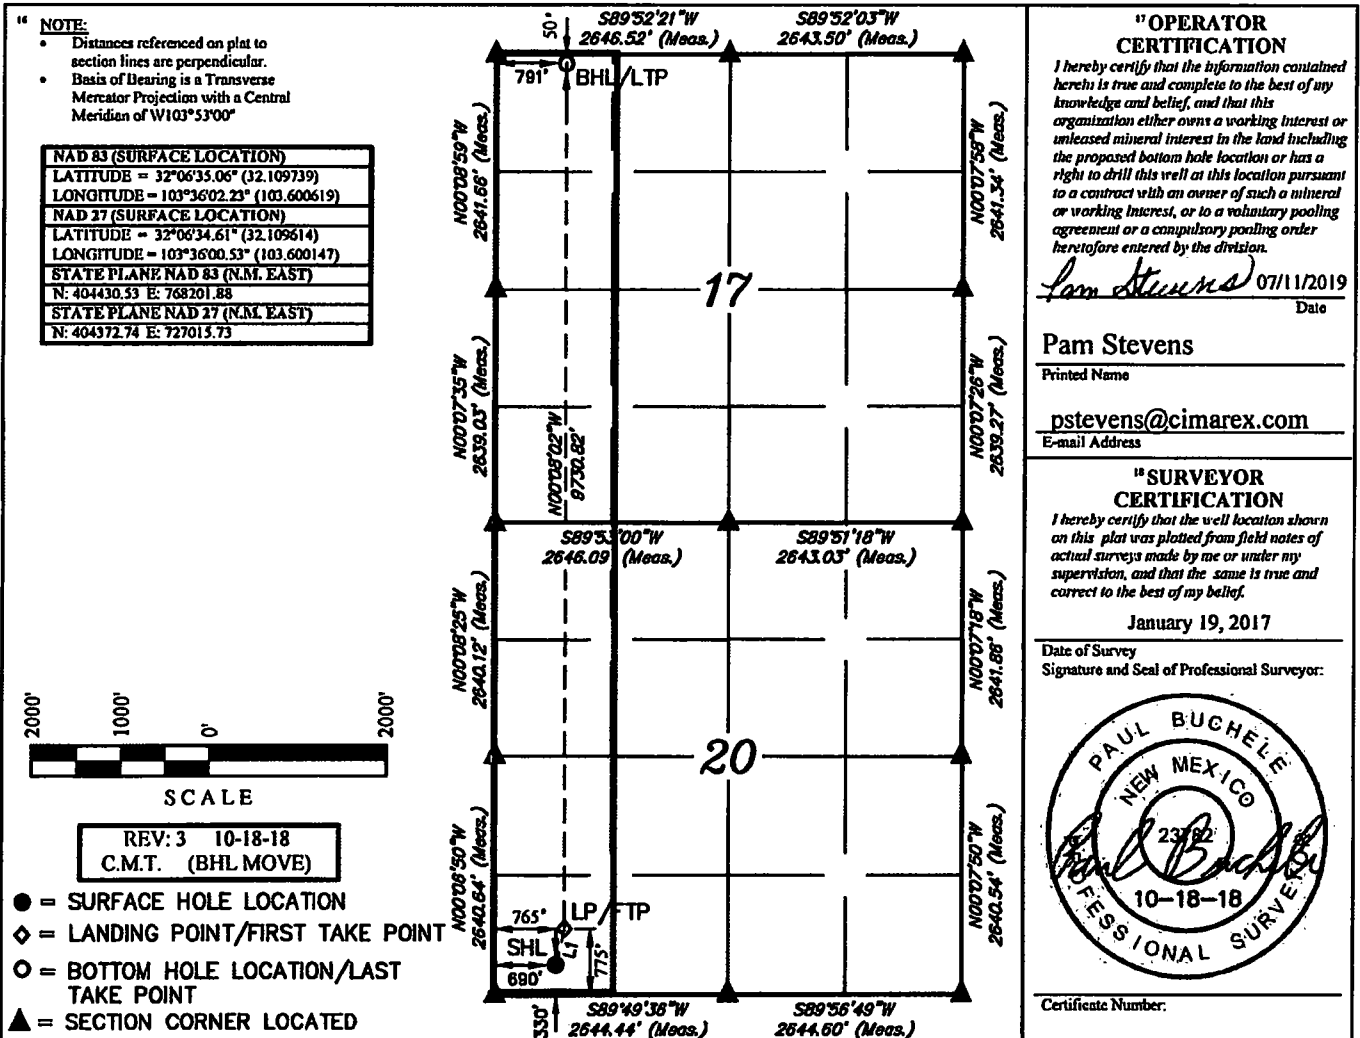 16 NOTE:
• Distances referenced on plat to
section lines are perpendicular.
• Basis of Bearing is a Transverse
Mercator Projection with a Central
Meridian of W103°53'00"
NAD 83 (SURFACE LOCATION)
LATITUDE = 32°06'35.06" (32.109739)
LONGITUDE = 103°36'02.23" (103.600619)
NAD 27 (SURFACE LOCATION)
LATITUDE = 32°06'34.61" (32.109614)
LONGITUDE = 103°36'00.53" (103.600147)
STATE PLANE NAD 83 (N.M. EAST)
N: 404430.53 E: 768201.88
STATE PLANE NAD 27 (N.M. EAST)
N: 404372.74 E: 727015.73
2000'
1000'
0'
2000'
SCALE
REV: 3 10-18-18
C.M.T. (BHL MOVE)
● = SURFACE HOLE LOCATION
◇ = LANDING POINT/FIRST TAKE POINT
○ = BOTTOM HOLE LOCATION/LAST
TAKE POINT
▲ = SECTION CORNER LOCATED
S89°52'21"W
2646.52' (Meas.)
S89°52'03"W
2643.50' (Meas.)
50'
791'
BHL/LTP
N00°08'59"W
2641.66' (Meas.)
N00°07'58"W
2641.34' (Meas.)
17
N00°07'35"W
2639.03' (Meas.)
N00°08'02"W
9730.82'
N00°07'26"W
2639.27' (Meas.)
S89°53'00"W
2646.09' (Meas.)
S89°51'18"W
2643.03' (Meas.)
N00°08'25"W
2640.12' (Meas.)
N00°07'18"W
2641.88' (Meas.)
20
N00°08'50"W
2640.64' (Meas.)
N00°07'50"W
2640.54' (Meas.)
765'
LP/FTP
SHL
L1
775'
690'
330'
S89°49'38"W
2644.44' (Meas.)
S89°56'49"W
2644.60' (Meas.)
17 OPERATOR
CERTIFICATION
I hereby certify that the information contained
herein is true and complete to the best of my
knowledge and belief, and that this
organization either owns a working interest or
unleased mineral interest in the land including
the proposed bottom hole location or has a
right to drill this well at this location pursuant
to a contract with an owner of such a mineral
or working interest, or to a voluntary pooling
agreement or a compulsory pooling order
heretofore entered by the division.
Pam Stevens 07/11/2019
Date
Pam Stevens
Printed Name
pstevens@cimarex.com
E-mail Address
18 SURVEYOR
CERTIFICATION
I hereby certify that the well location shown
on this plat was plotted from field notes of
actual surveys made by me or under my
supervision, and that the same is true and
correct to the best of my belief.
January 19, 2017
Date of Survey
Signature and Seal of Professional Surveyor:
PAUL BUCHELE
NEW MEXICO
23782
Paul Buchele
10-18-18
PROFESSIONAL SURVEYOR
Certificate Number: